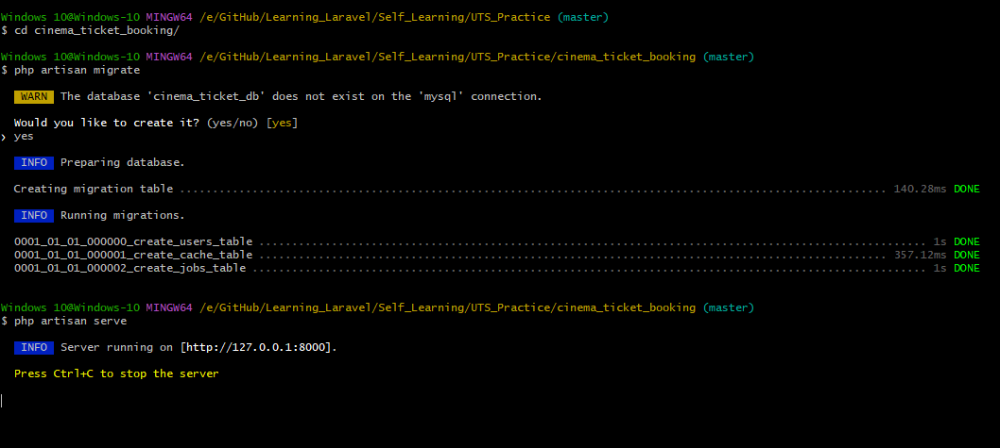 Windows 10@Windows-10 MINGW64 /e/GitHub/Learning_Laravel/Self_Learning/UTS_Practice (master)
$ cd cinema_ticket_booking/
Windows 10@Windows-10 MINGW64 /e/GitHub/Learning_Laravel/Self_Learning/UTS_Practice/cinema_ticket_booking (master)
$ php artisan migrate
WARN The database 'cinema_ticket_db' does not exist on the 'mysql' connection.
Would you like to create it? (yes/no) [yes]
❯ yes
INFO Preparing database.
Creating migration table ........................................................................................................... 140.28ms DONE
INFO Running migrations.
0001_01_01_000000_create_users_table ..................................................................................................... 1s DONE
0001_01_01_000001_create_cache_table ............................................................................................... 357.12ms DONE
0001_01_01_000002_create_jobs_table ...................................................................................................... 1s DONE
Windows 10@Windows-10 MINGW64 /e/GitHub/Learning_Laravel/Self_Learning/UTS_Practice/cinema_ticket_booking (master)
$ php artisan serve
INFO Server running on [http://127.0.0.1:8000].
Press Ctrl+C to stop the server